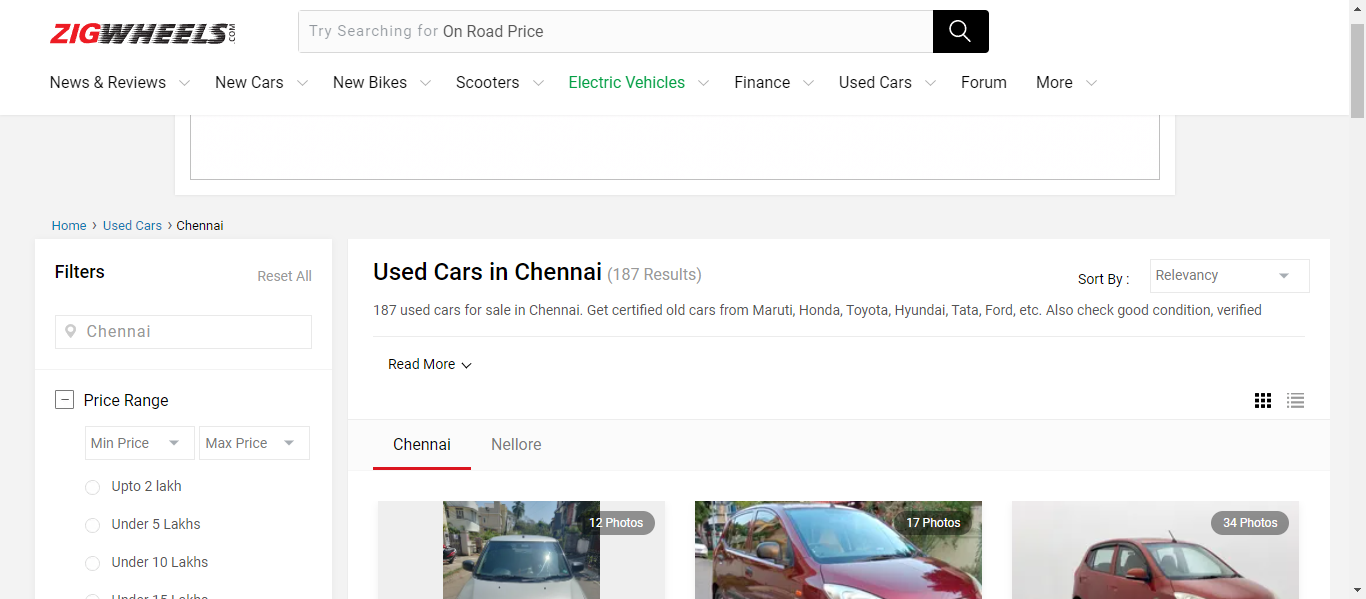 ZIGWHEELS.COM
Try Searching for On Road Price
News & Reviews New Cars New Bikes Scooters Electric Vehicles Finance Used Cars Forum More
Home › Used Cars › Chennai
Filters
Reset All
Chennai
Price Range
Min Price Max Price
Upto 2 lakh
Under 5 Lakhs
Under 10 Lakhs
Under 15 Lakhs
Used Cars in Chennai (187 Results)
Sort By : Relevancy
187 used cars for sale in Chennai. Get certified old cars from Maruti, Honda, Toyota, Hyundai, Tata, Ford, etc. Also check good condition, verified
Read More
Chennai Nellore
12 Photos 17 Photos 34 Photos